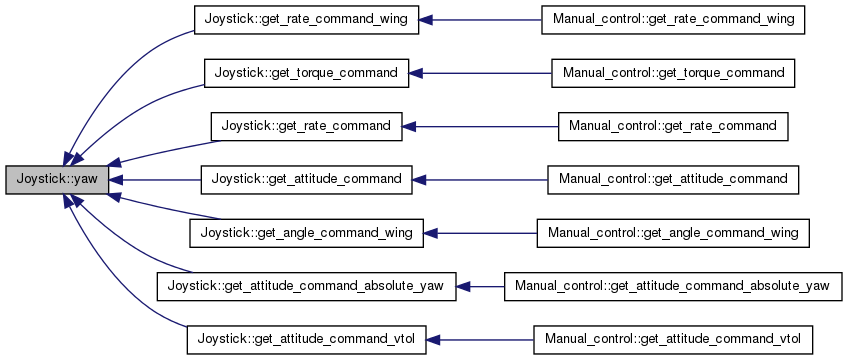 Joystick::get_rate_command_wing
Manual_control::get_rate_command_wing
Joystick::get_torque_command
Manual_control::get_torque_command
Joystick::get_rate_command
Manual_control::get_rate_command
Joystick::yaw
Joystick::get_attitude_command
Manual_control::get_attitude_command
Joystick::get_angle_command_wing
Manual_control::get_angle_command_wing
Joystick::get_attitude_command_absolute_yaw
Manual_control::get_attitude_command_absolute_yaw
Joystick::get_attitude_command_vtol
Manual_control::get_attitude_command_vtol